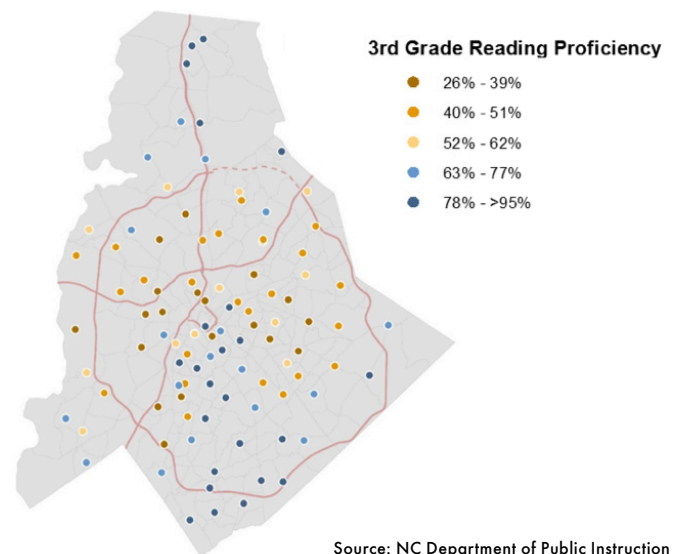 3rd Grade Reading Proficiency
26% - 39%
40% - 51%
52% - 62%
63% - 77%
78% - >95%
Source: NC Department of Public Instruction